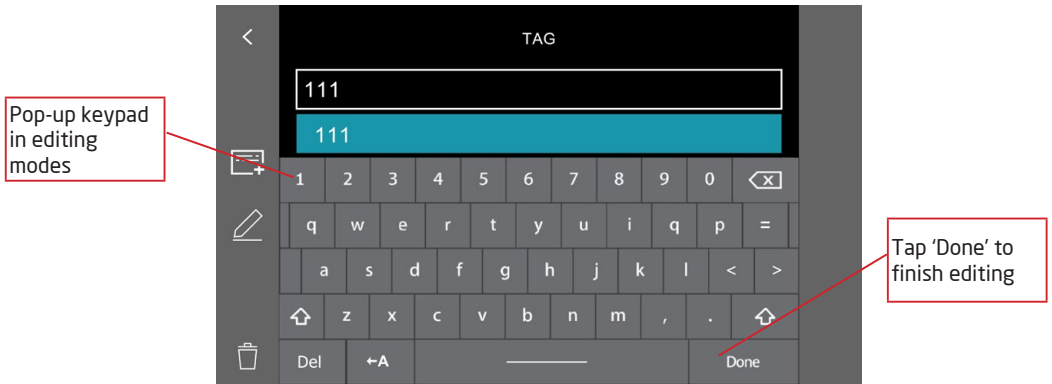 TAG
111
111
Pop-up keypad
in editing
modes
1 2 3 4 5 6 7 8 9 0
q w e r t y u i q p =
a s d f g h j k l < >
z x c v b n m , .
Del ←A Done
Tap ‘Done’ to
finish editing